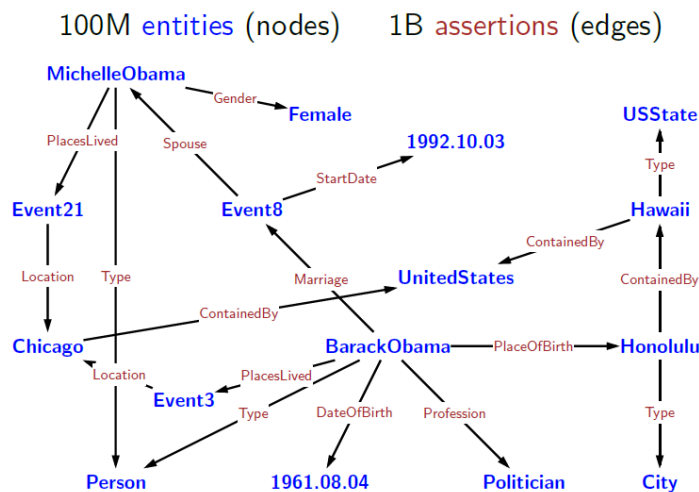 100M entities (nodes) 1B assertions (edges)
MichelleObama
Gender
Female
USState
PlacesLived
Spouse
1992.10.03
Type
StartDate
Event21
Event8
Hawaii
ContainedBy
Location
Type
Marriage
UnitedStates
ContainedBy
ContainedBy
Chicago
BarackObama
PlaceOfBirth
Honolulu
Location
PlacesLived
Event3
Type
DateOfBirth
Profession
Type
Person
1961.08.04
Politician
City